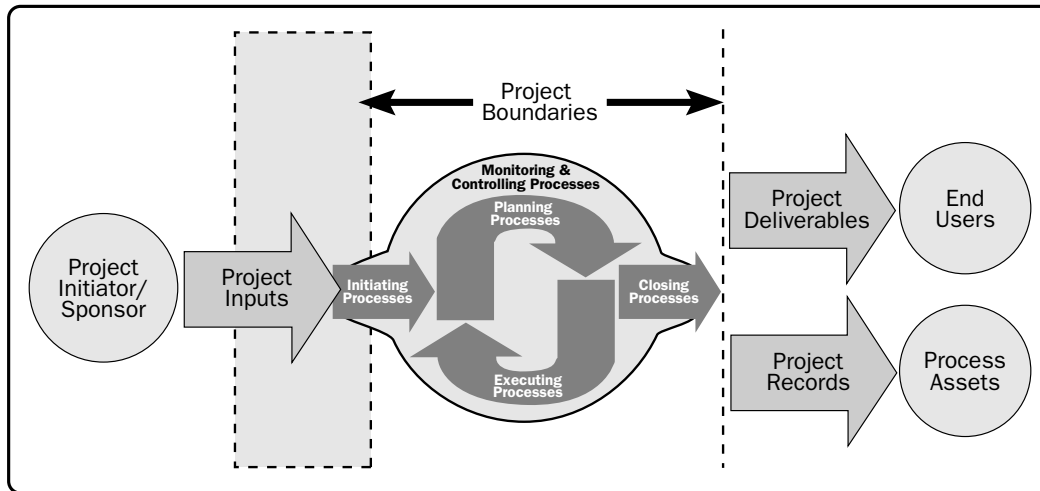 Project
Boundaries
Monitoring &
Controlling Processes
Planning
Processes
Project
Initiator/
Sponsor
Project
Inputs
Initiating
Processes
Closing
Processes
Executing
Processes
Project
Deliverables
End
Users
Project
Records
Process
Assets